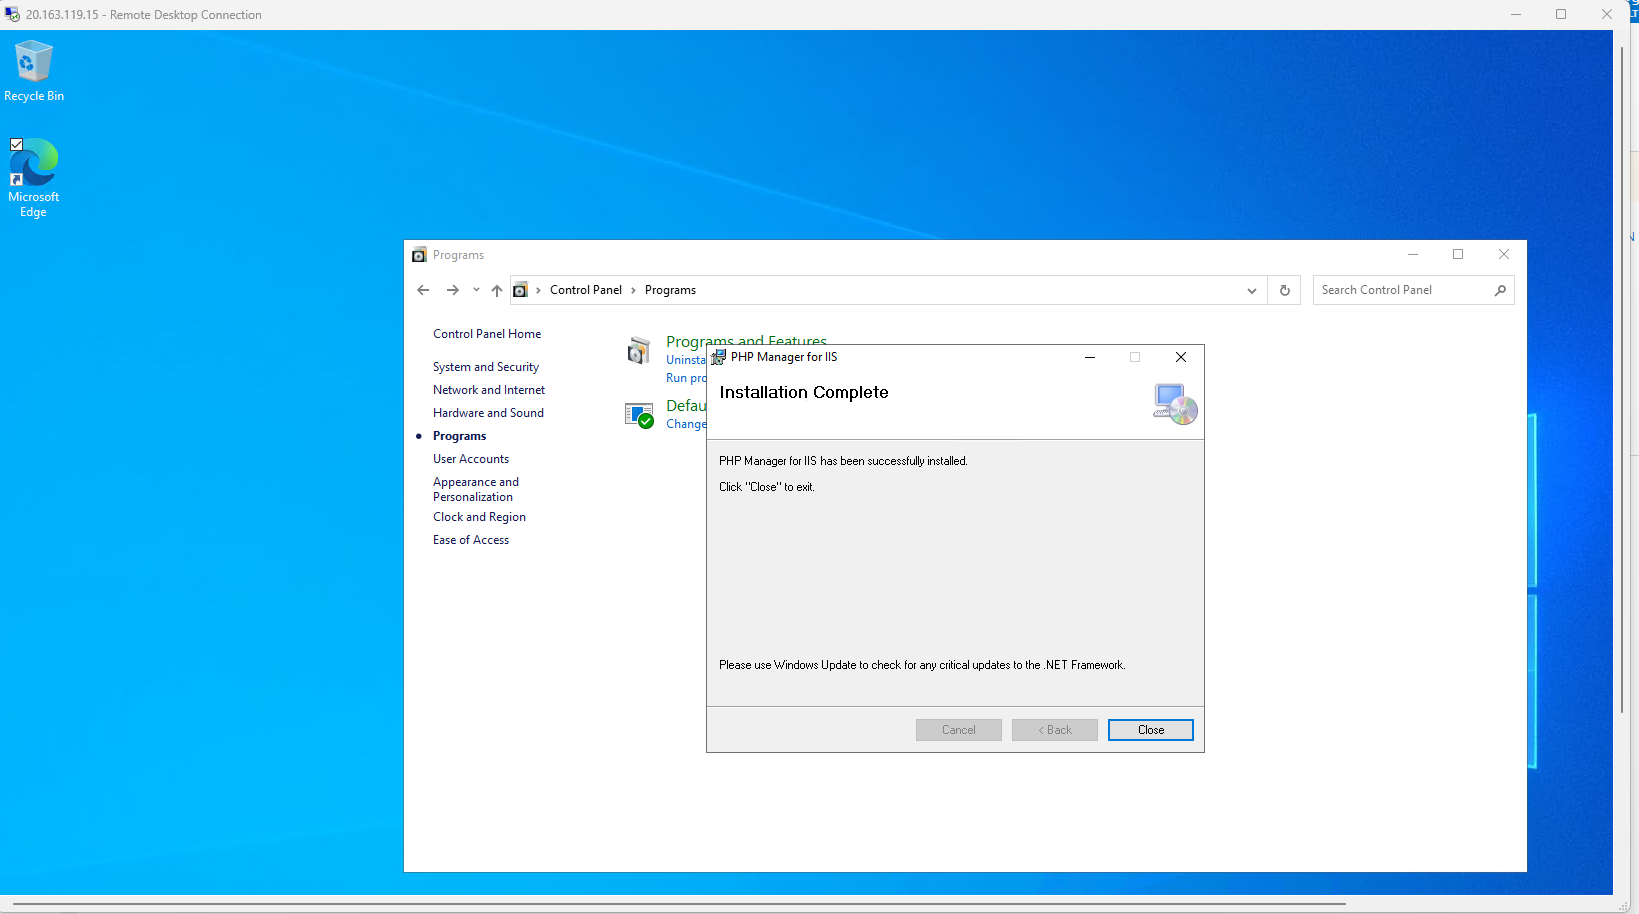 20.163.119.15 - Remote Desktop Connection
Recycle Bin
Microsoft
Edge
Programs
Control Panel
Programs
Search Control Panel
Control Panel Home
System and Security
Network and Internet
Hardware and Sound
Programs
User Accounts
Appearance and
Personalization
Clock and Region
Ease of Access
Programs and Features
Uninsta
Run pro
Defau
Change
PHP Manager for IIS
Installation Complete
PHP Manager for IIS has been successfully installed.
Click "Close" to exit.
Please use Windows Update to check for any critical updates to the .NET Framework.
Cancel
< Back
Close